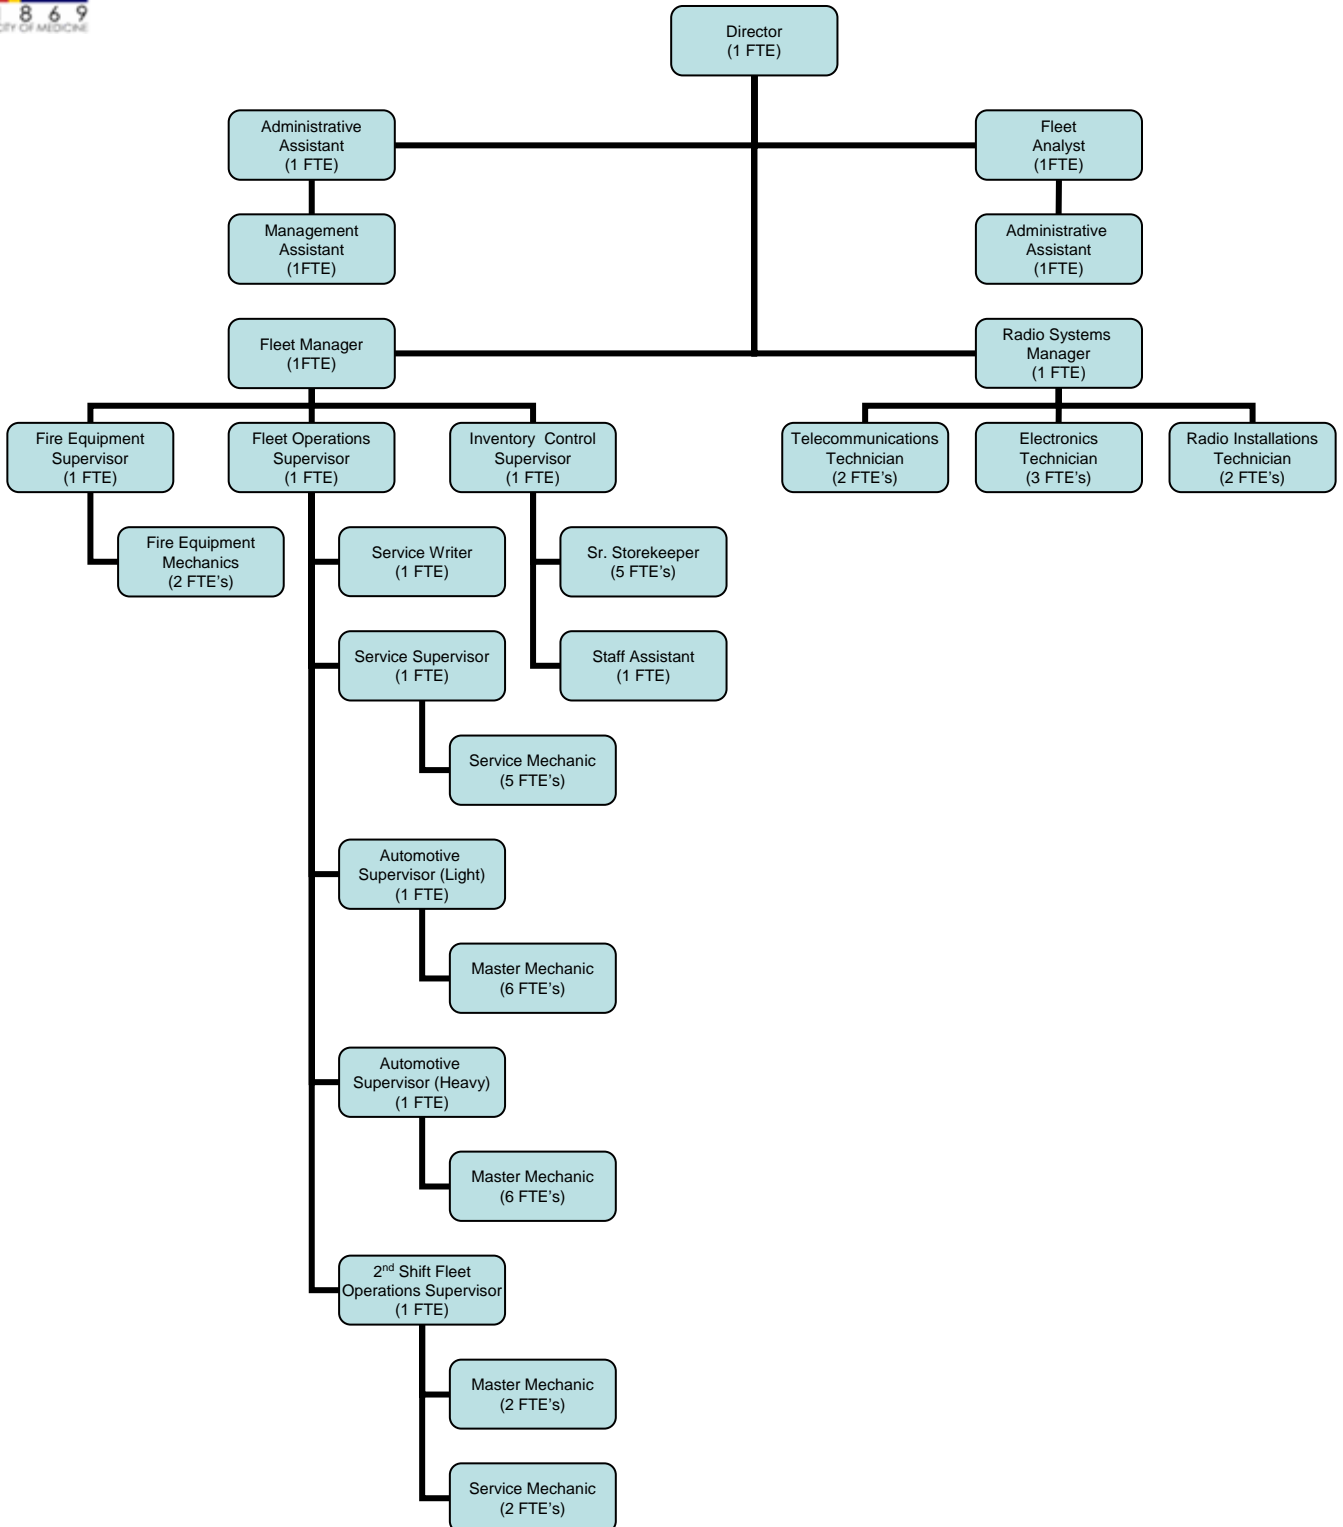 1 8 6 9
CITY OF MEDICINE
Director
(1 FTE)
Administrative
Assistant
(1 FTE)
Fleet
Analyst
(1FTE)
Management
Assistant
(1FTE)
Administrative
Assistant
(1FTE)
Fleet Manager
(1FTE)
Radio Systems
Manager
(1 FTE)
Fire Equipment
Supervisor
(1 FTE)
Fleet Operations
Supervisor
(1 FTE)
Inventory Control
Supervisor
(1 FTE)
Telecommunications
Technician
(2 FTE's)
Electronics
Technician
(3 FTE's)
Radio Installations
Technician
(2 FTE's)
Fire Equipment
Mechanics
(2 FTE's)
Service Writer
(1 FTE)
Sr. Storekeeper
(5 FTE's)
Service Supervisor
(1 FTE)
Staff Assistant
(1 FTE)
Service Mechanic
(5 FTE's)
Automotive
Supervisor (Light)
(1 FTE)
Master Mechanic
(6 FTE's)
Automotive
Supervisor (Heavy)
(1 FTE)
Master Mechanic
(6 FTE's)
2nd Shift Fleet
Operations Supervisor
(1 FTE)
Master Mechanic
(2 FTE's)
Service Mechanic
(2 FTE's)